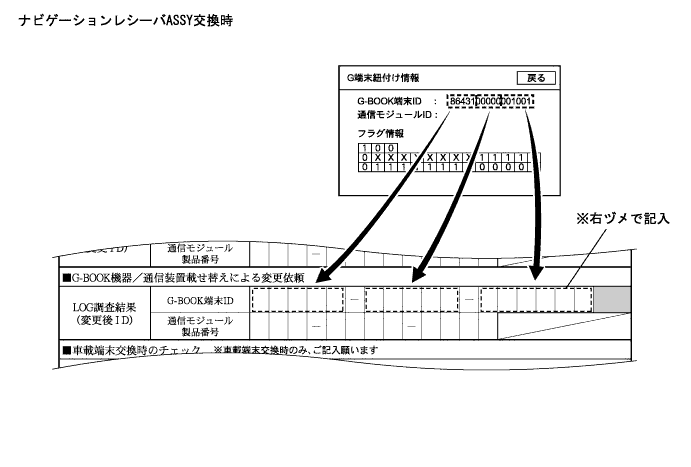 ナビゲーションレシーバASSY交換時
G端末紐付け情報
戻る
G-BOOK端末ID : 864310000001001
通信モジュールID :
フラグ情報
1 0 0
※右ヅメで記入
通信モジュール
製品番号
■G-BOOK機器／通信装置載せ替えによる変更依頼
LOG調査結果
（変更後ID）
G-BOOK端末ID
通信モジュール
製品番号
■車載端末交換時のチェック ※車載端末交換時のみ、ご記入願います